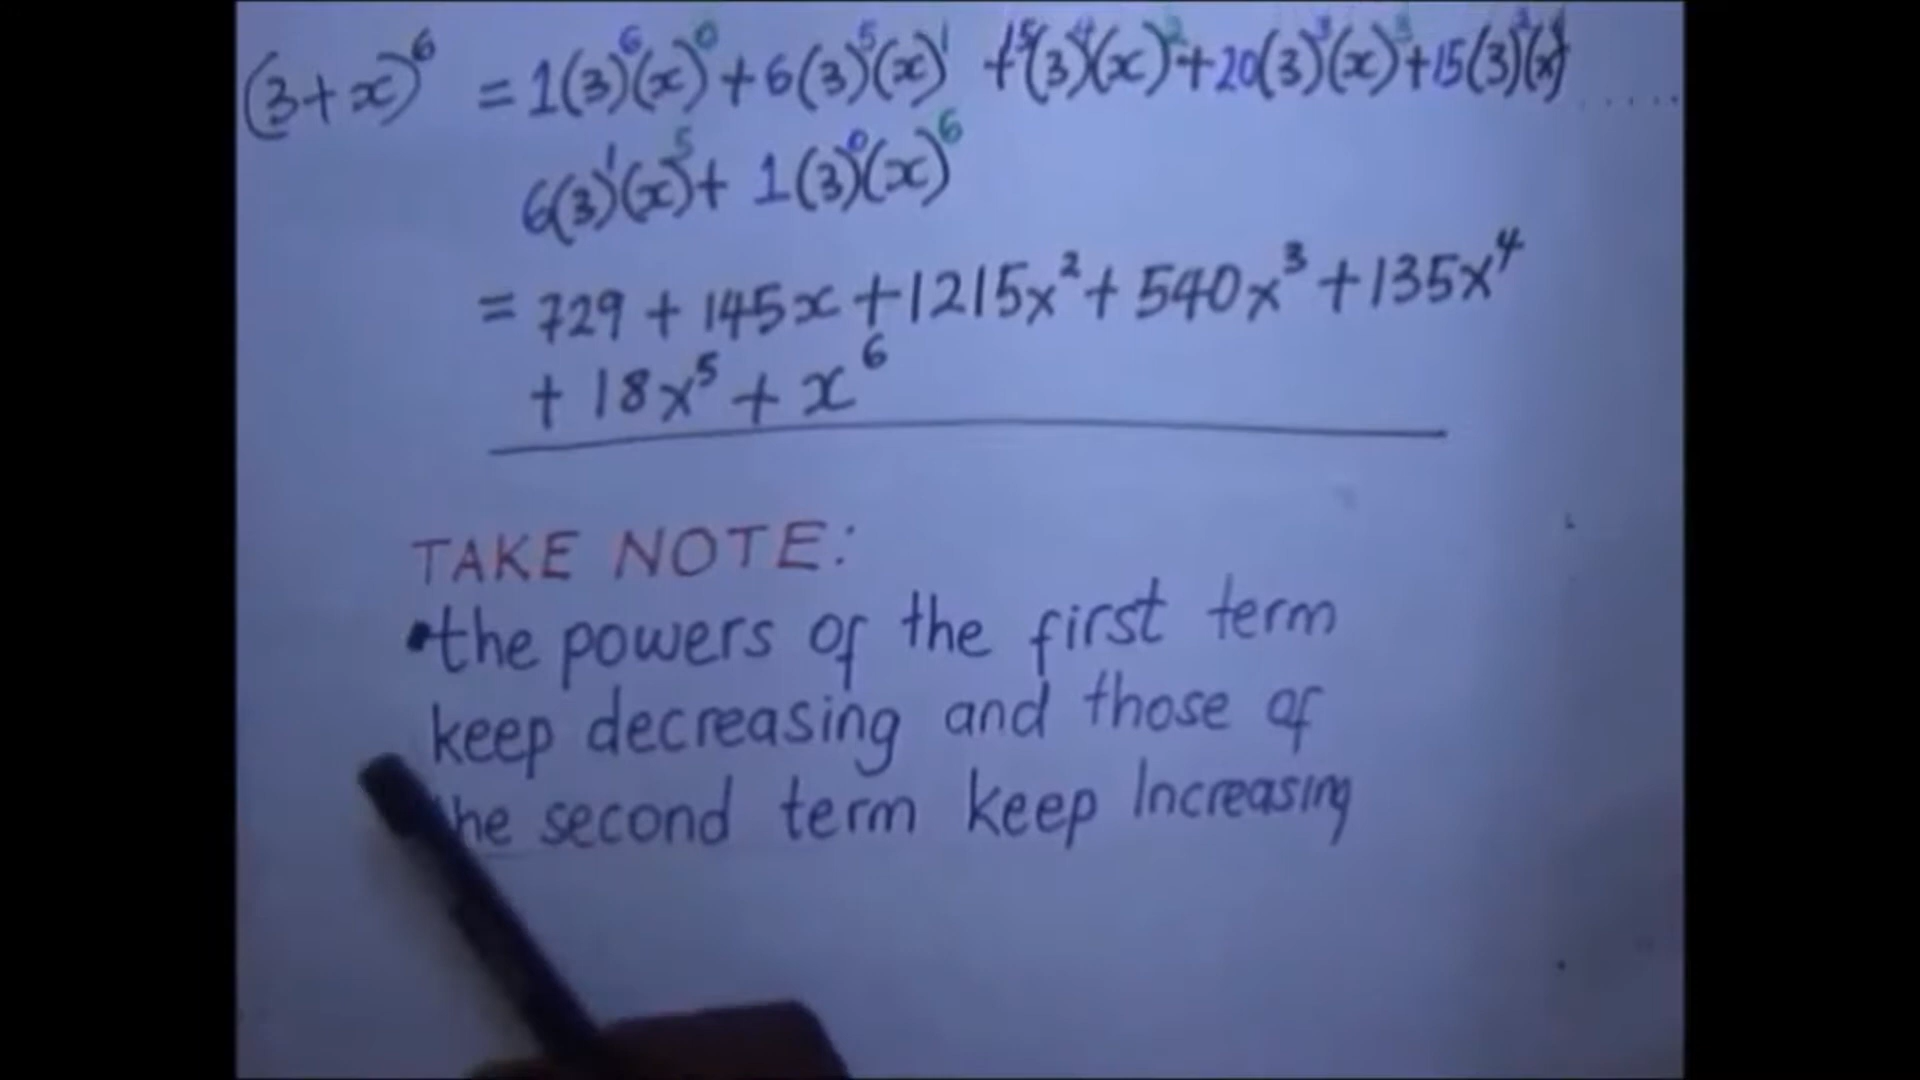 (3+x)⁶ = 1(3)⁶(x)⁰+6(3)⁵(x)¹ +15(3)⁴(x)²+20(3)³(x)³+15(3)²(x)⁴ .....
6(3)¹(x)⁵+ 1(3)⁰(x)⁶
= 729 + 145x +1215x²+ 540x³ +135x⁴
+ 18x⁵ + x⁶
TAKE NOTE:
•the powers of the first term
keep decreasing and those of
the second term keep Increasing